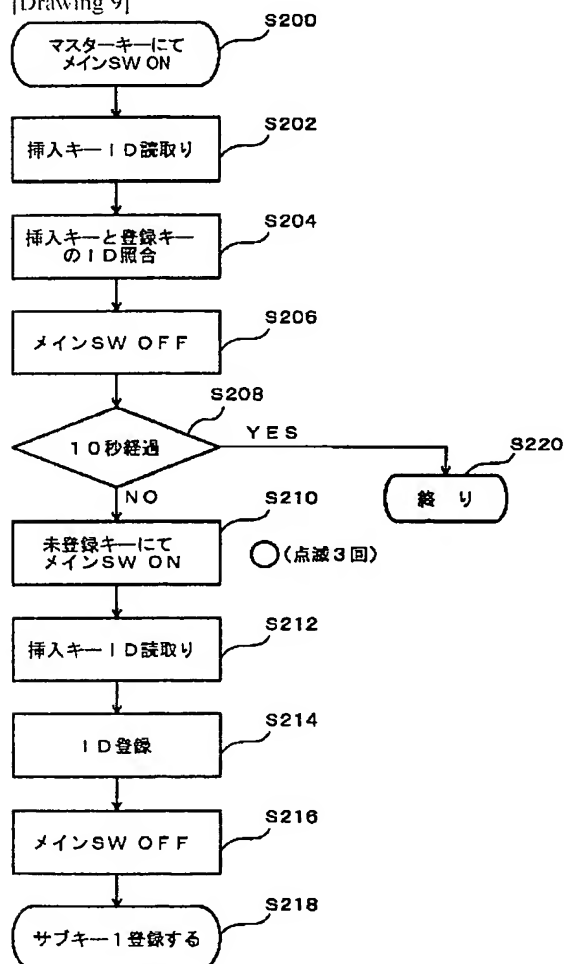 [Drawing 9]
S200
マスターキーにて
メインSW ON
S202
挿入キーID読取り
S204
挿入キーと登録キー
のID照合
S206
メインSW OFF
S208
10秒経過
YES
S220
終り
NO
S210
未登録キーにて
メインSW ON
(点滅3回)
S212
挿入キーID読取り
S214
ID登録
S216
メインSW OFF
S218
サブキー1登録する